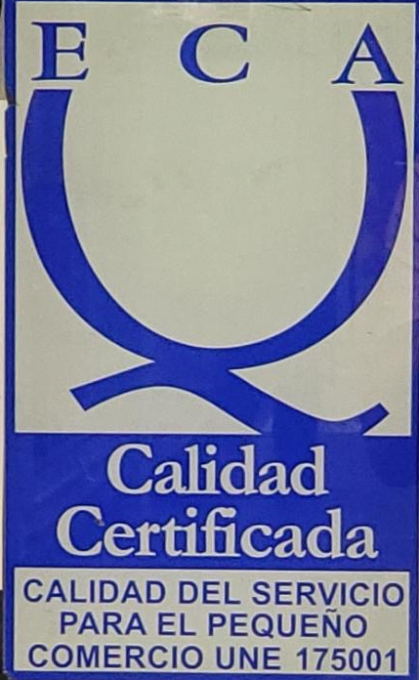 E C A
Calidad
Certificada
CALIDAD DEL SERVICIO
PARA EL PEQUEÑO
COMERCIO UNE 175001